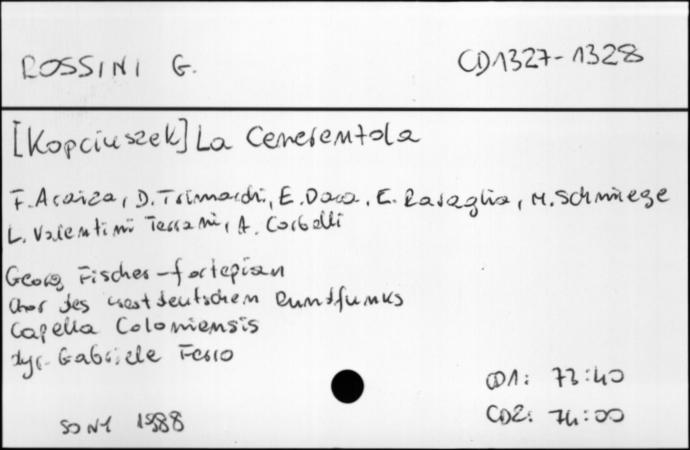 ROSSINI G.
CD1327-1328
[Kopciuszek] La Cenerentola
F. Araiza, D. Trimarchi, E. Dara, E. Ravaglia, M. Schmiege
L. Valentini Terrani, A. Corbelli
Georg Fischer - fortepian
Chor des westdeutschen Rundfunks
Capella Coloniensis
dyr. Gabriele Ferro
CD1: 73:40
SONY 1988
CD2: 74:00